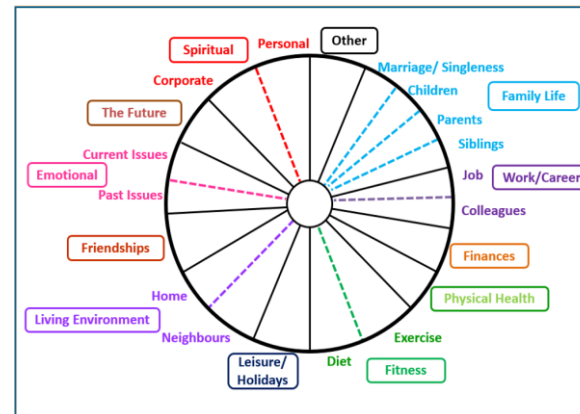 Spiritual
Personal
Other
Corporate
Marriage/ Singleness
Children
Family Life
The Future
Parents
Current Issues
Siblings
Emotional
Job
Work/Career
Past Issues
Colleagues
Friendships
Finances
Home
Physical Health
Living Environment
Neighbours
Exercise
Leisure/
Holidays
Diet
Fitness